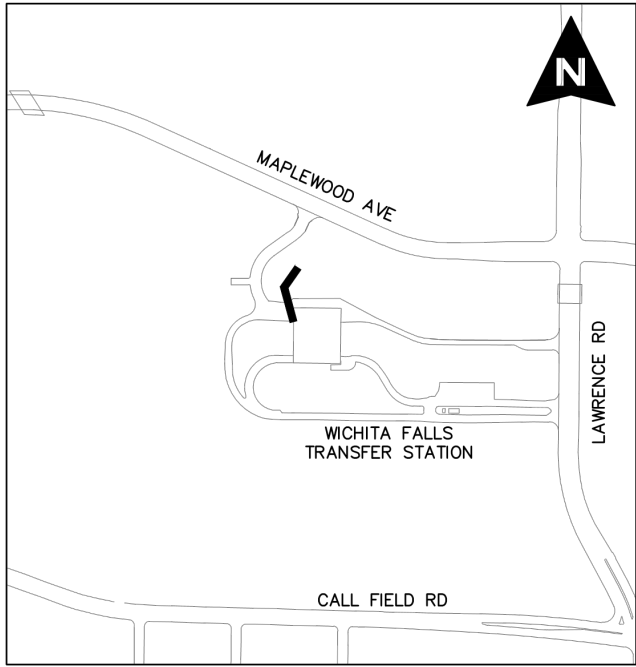 N
MAPLEWOOD AVE
LAWRENCE RD
WICHITA FALLS
TRANSFER STATION
CALL FIELD RD